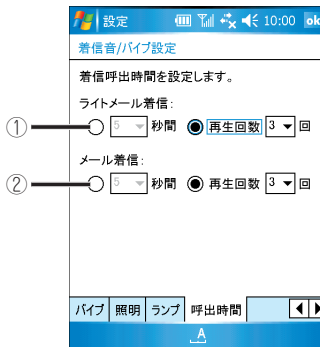 設定 10:00 ok
着信音/バイブ設定
着信呼出時間を設定します。
ライトメール着信:
① 5 秒間 再生回数 3 回
メール着信:
② 5 秒間 再生回数 3 回
バイブ 照明 ランプ 呼出時間
A